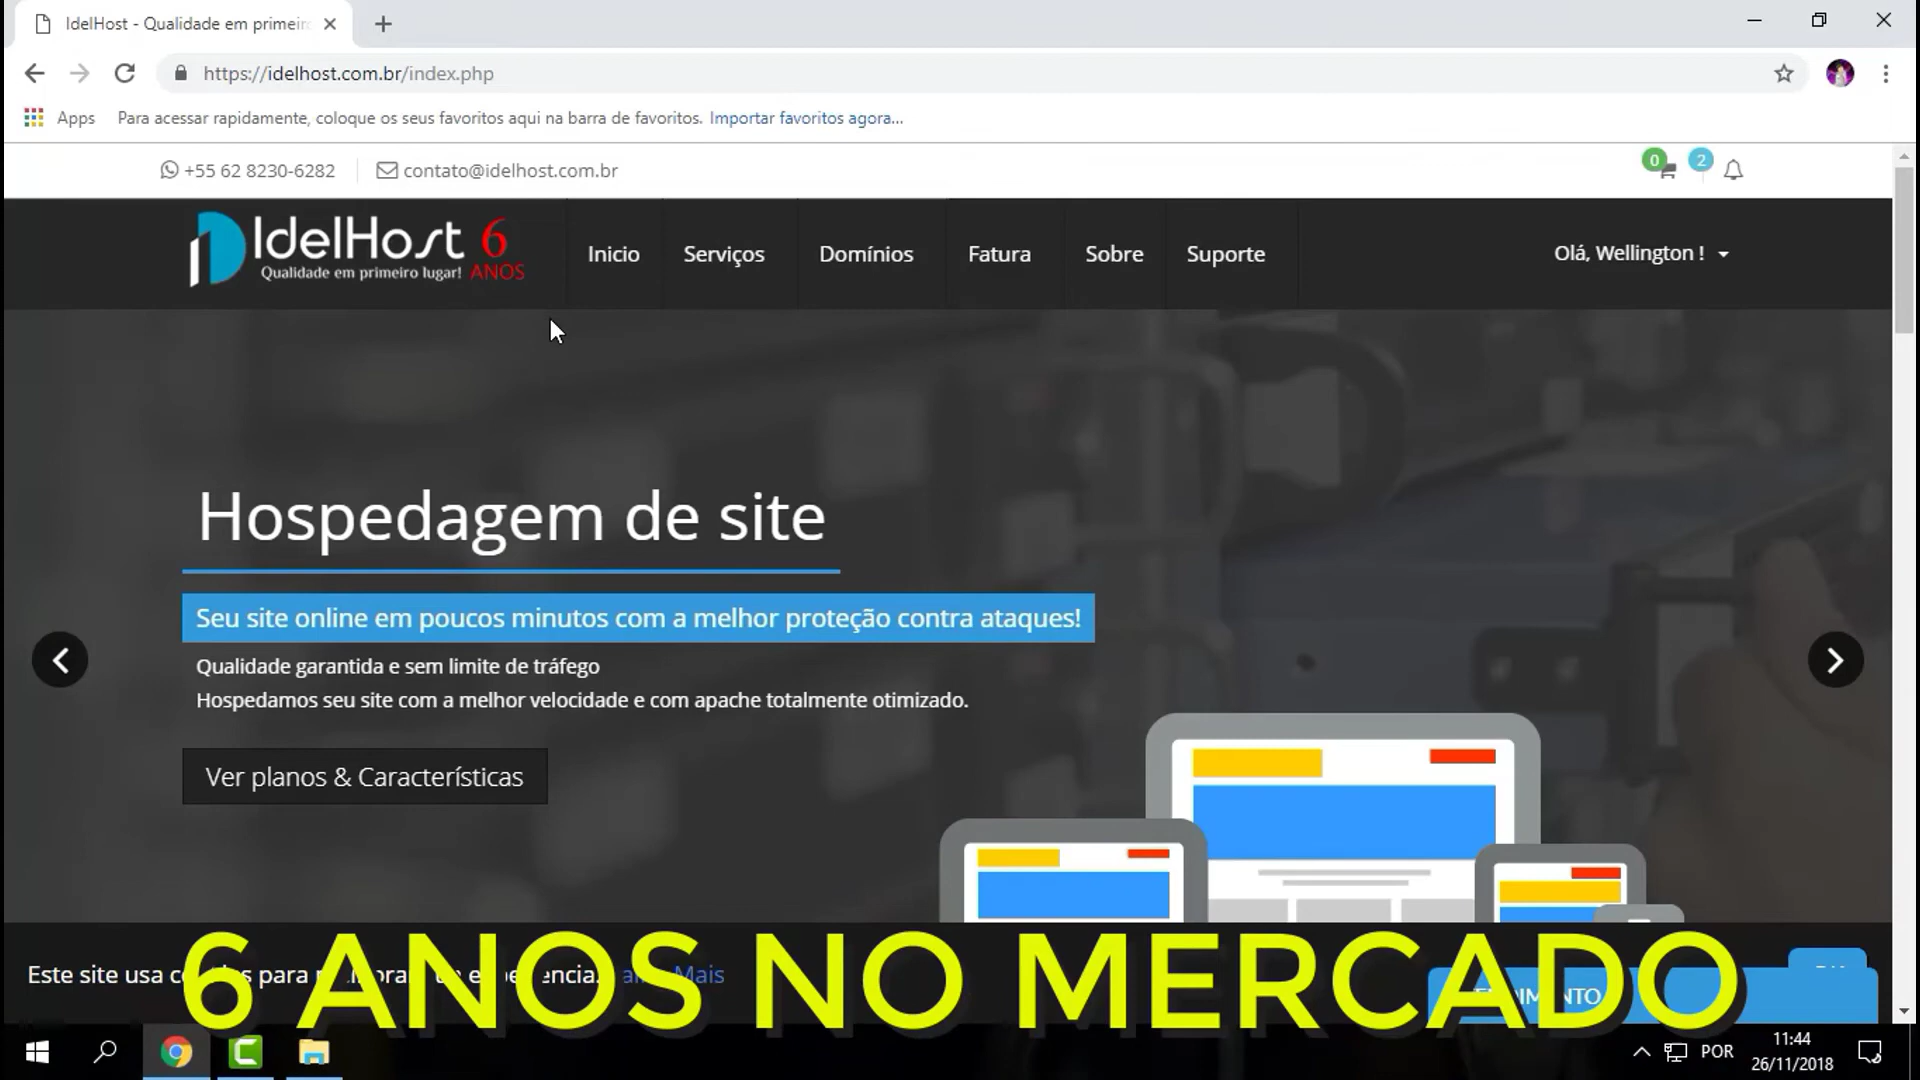 IdelHost - Qualidade em primeir
https://idelhost.com.br/index.php
Apps Para acessar rapidamente, coloque os seus favoritos aqui na barra de favoritos. Importar favoritos agora...
+55 62 8230-6282 contato@idelhost.com.br 0 2
IdelHost 6 ANOS
Qualidade em primeiro lugar!
Inicio Serviços Domínios Fatura Sobre Suporte Olá, Wellington !
Hospedagem de site
Seu site online em poucos minutos com a melhor proteção contra ataques!
Qualidade garantida e sem limite de tráfego
Hospedamos seu site com a melhor velocidade e com apache totalmente otimizado.
Ver planos & Características
Este site usa para Mais
6 ANOS NO MERCADO
POR
11:44
26/11/2018